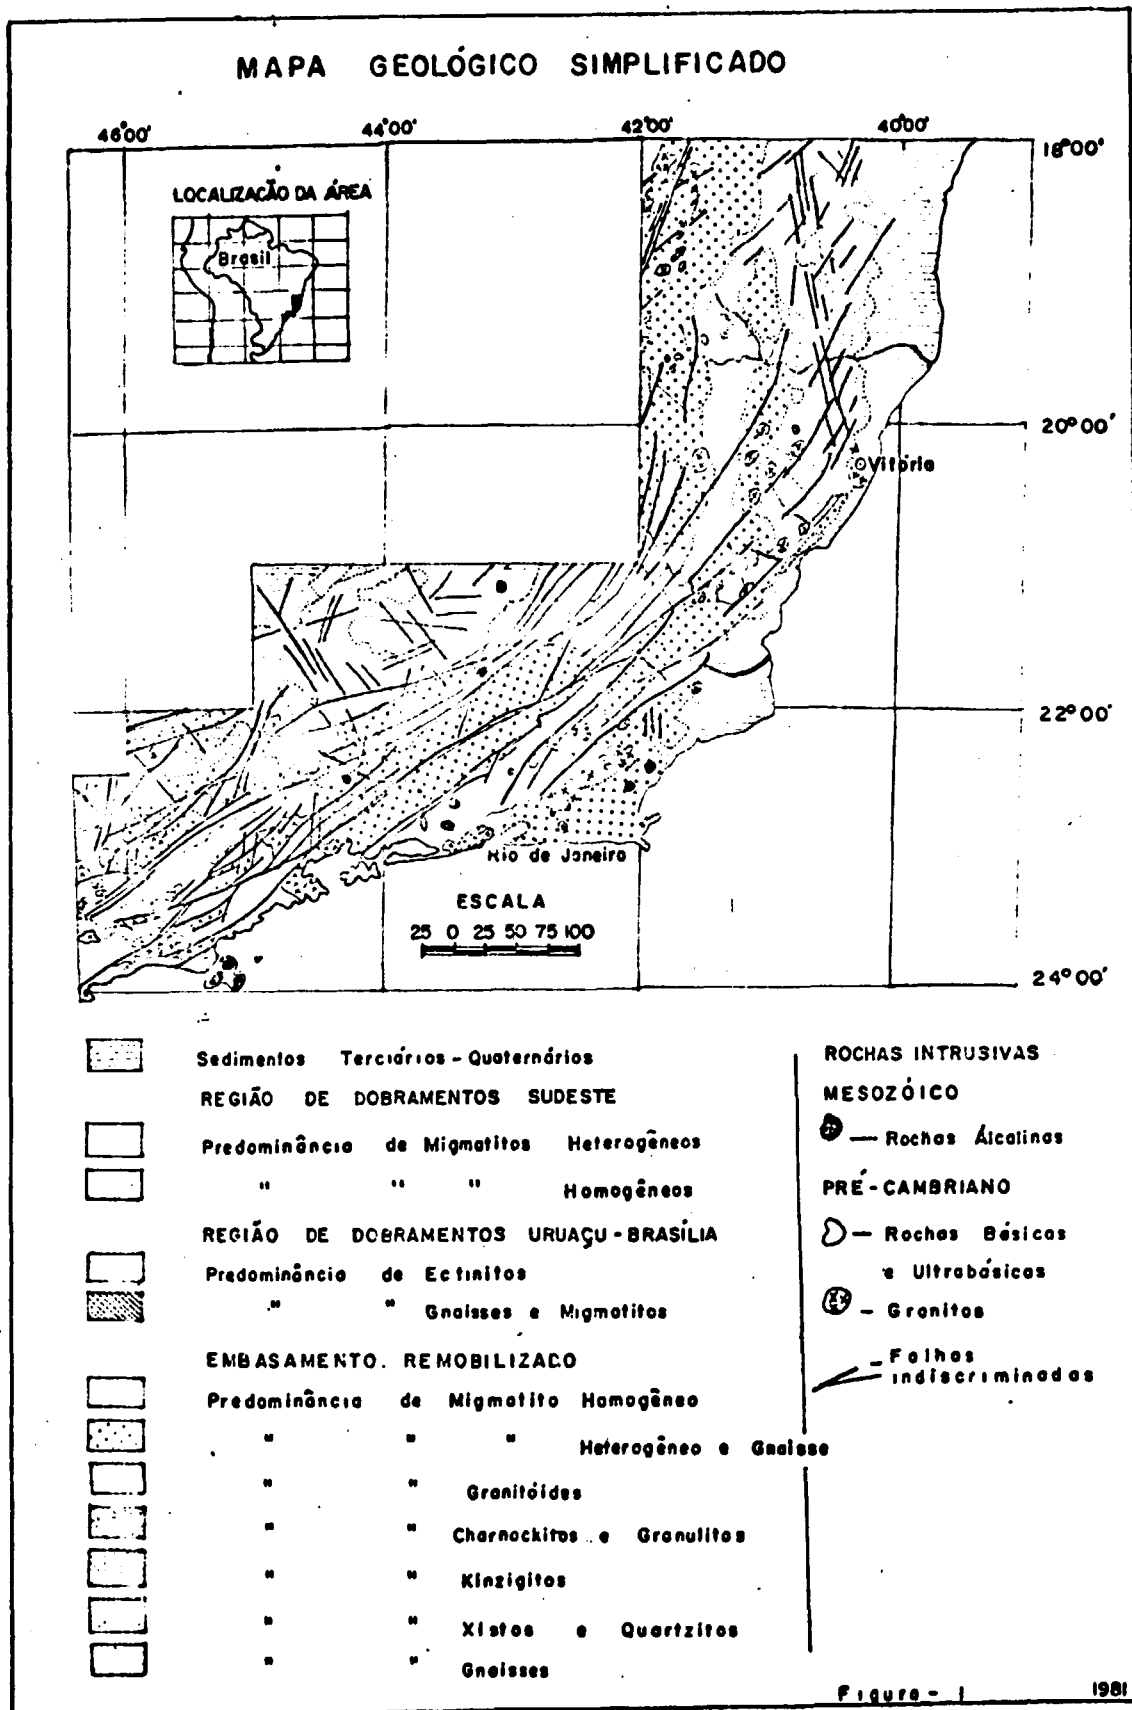 MAPA GEOLÓGICO SIMPLIFICADO
46°00' 44°00' 42°00' 40°00'
18°00'
LOCALIZAÇÃO DA ÁREA
Brasil
20°00'
Vitória
22°00'
Rio de Janeiro
ESCALA
25 0 25 50 75 100
24°00'
Sedimentos Terciários - Quaternários
REGIÃO DE DOBRAMENTOS SUDESTE
Predominância de Migmatitos Heterogêneos
" " " Homogêneos
REGIÃO DE DOBRAMENTOS URUAÇU - BRASÍLIA
Predominância de Ectinitos
" " Gnaisses e Migmatitos
EMBASAMENTO. REMOBILIZADO
Predominância de Migmatito Homogêneo
" " " Heterogêneo e Gnaisse
" " Granitóides
" " Charnockitos e Granulitos
" " Kinzigitos
" " Xistos e Quartzitos
" " Gnaisses
ROCHAS INTRUSIVAS
MESOZÓICO
— Rochas Álcalinas
PRÉ - CAMBRIANO
— Rochas Básicas
e Ultrabásicas
- Granitos
- Falhas
indiscriminadas
Figura - 1 1981